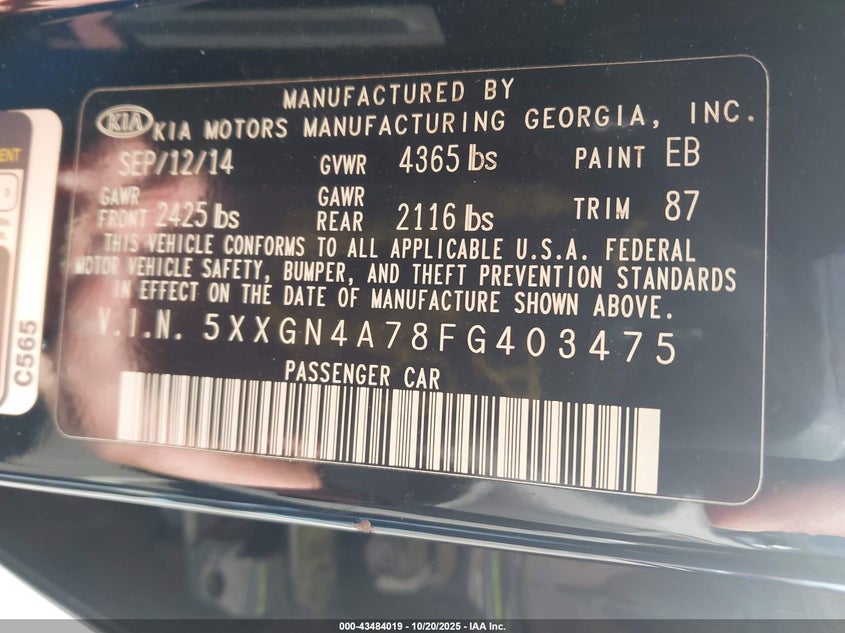 MANUFACTURED BY
KIA KIA MOTORS MANUFACTURING GEORGIA, INC.
SEP/12/14 GVWR 4365 lbs PAINT EB
GAWR FRONT 2425 lbs GAWR REAR 2116 lbs TRIM 87
THIS VEHICLE CONFORMS TO ALL APPLICABLE U.S.A. FEDERAL
MOTOR VEHICLE SAFETY, BUMPER, AND THEFT PREVENTION STANDARDS
IN EFFECT ON THE DATE OF MANUFACTURE SHOWN ABOVE.
V.I.N. 5XXGN4A78FG403475
PASSENGER CAR
C565
3
000-43484019 - 10/20/2025 - IAA Inc.